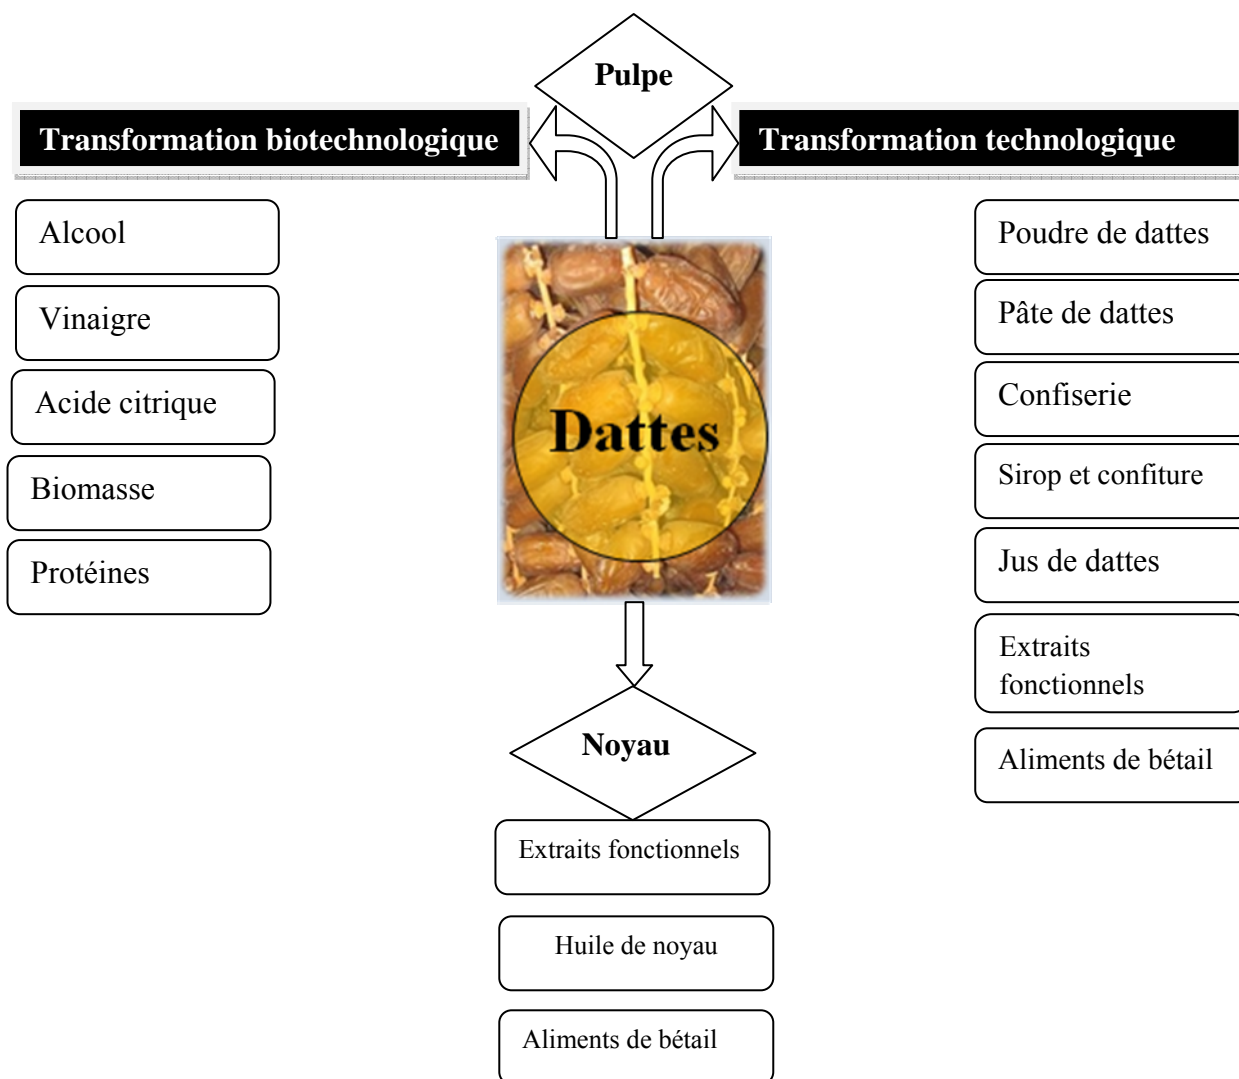 Pulpe
Transformation biotechnologique
Transformation technologique
Alcool
Vinaigre
Acide citrique
Biomasse
Protéines
Dattes
Poudre de dattes
Pâte de dattes
Confiserie
Sirop et confiture
Jus de dattes
Extraits
fonctionnels
Aliments de bétail
Noyau
Extraits fonctionnels
Huile de noyau
Aliments de bétail